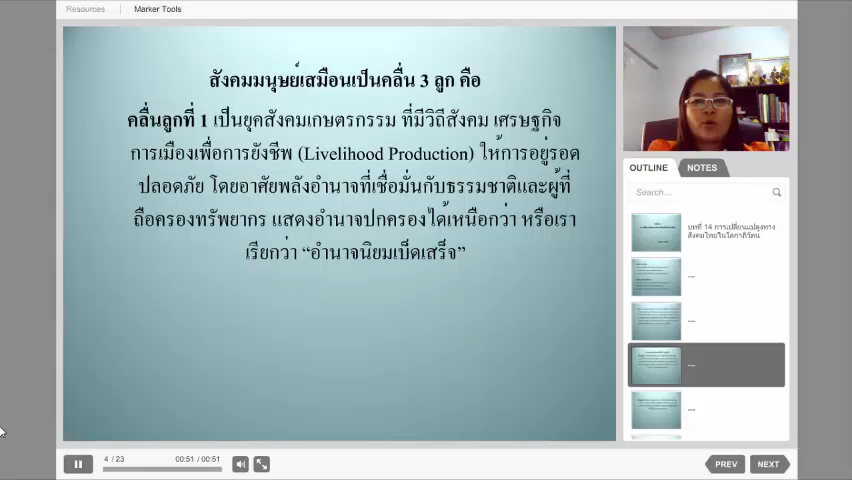 Resources
Marker Tools
สังคมมนุษย์เสมือนเป็นคลื่น 3 ลูก คือ
คลื่นลูกที่ 1 เป็นยุคสังคมเกษตรกรรม ที่มีวิถีสังคม เศรษฐกิจ
การเมืองเพื่อการยังชีพ (Livelihood Production) ให้การอยู่รอด
ปลอดภัย โดยอาศัยพลังอำนาจที่เชื่อมั่นกับธรรมชาติและผู้ที่
ถือครองทรัพยากร แสดงอำนาจปกครองได้เหนือกว่า หรือเรา
เรียกว่า “อำนาจนิยมเบ็ดเสร็จ”
OUTLINE
NOTES
Search...
บทที่ 14 การเปลี่ยนแปลงทาง
สังคมไทยในโลกาภิวัตน์
...
...
...
...
4 / 23
00:51 / 00:51
PREV
NEXT